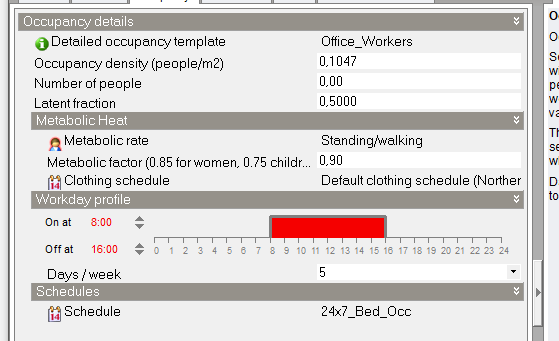 Occupancy details
Detailed occupancy template Office_Workers
Occupancy density (people/m2) 0,1047
Number of people 0,00
Latent fraction 0,5000
Metabolic Heat
Metabolic rate Standing/walking
Metabolic factor (0.85 for women, 0.75 childr... 0,90
Clothing schedule Default clothing schedule (Norther
Workday profile
On at 8:00
Off at 16:00
0 1 2 3 4 5 6 7 8 9 10 11 12 13 14 15 16 17 18 19 20 21 22 23 24
Days / week 5
Schedules
Schedule 24x7_Bed_Occ